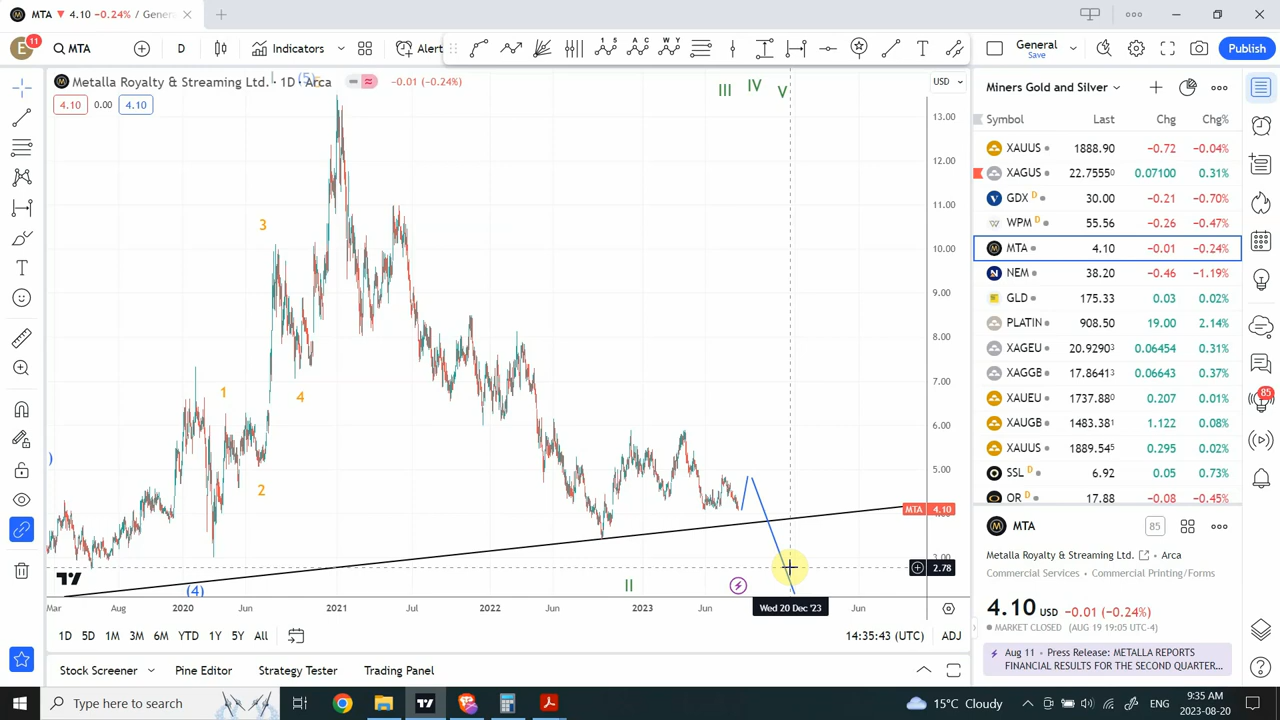 MTA ▼ 4.10 −0.24% / Gener
E 11 MTA D Indicators Alert General Save Publish
Metalla Royalty & Streaming Ltd. · 1D · Arca −0.01 (−0.24%)
(5)
4.10 0.00 4.10
USD
III IV V
1
2
3
4
(4)
II
13.00
12.00
11.00
10.00
9.00
8.00
7.00
6.00
5.00
MTA 4.10
3.00
2.78
Mar Aug 2020 Jun 2021 Jul 2022 Jun 2023 Jun Wed 20 Dec '23 Jun
1D 5D 1M 3M 6M YTD 1Y 5Y All 14:35:43 (UTC) ADJ
Stock Screener Pine Editor Strategy Tester Trading Panel
Miners Gold and Silver
Symbol Last Chg Chg%
XAUUS 1888.90 −0.72 −0.04%
XAGUS 22.7555⁰ 0.07100 0.31%
GDX D 30.00 −0.21 −0.70%
WPM D 55.56 −0.26 −0.47%
MTA 4.10 −0.01 −0.24%
NEM 38.20 −0.46 −1.19%
GLD 175.33 0.03 0.02%
PLATIN 908.50 19.00 2.14%
XAGEU 20.9290³ 0.06454 0.31%
XAGGB 17.8641³ 0.06643 0.37%
XAUEU 1737.88⁰ 0.207 0.01%
XAUGB 1483.38¹ 1.122 0.08%
XAUUS 1889.54⁵ 0.295 0.02%
SSL D 6.92 0.05 0.73%
OR D 17.88 −0.08 −0.45%
85
MTA 85
Metalla Royalty & Streaming Ltd. · Arca
Commercial Services • Commercial Printing/Forms
4.10 USD −0.01 (−0.24%)
MARKET CLOSED (AUG 19 19:05 UTC-4)
Aug 11 · Press Release: METALLA REPORTS
FINANCIAL RESULTS FOR THE SECOND QUARTER...
Type here to search
15°C Cloudy ENG 9:35 AM
2023-08-20